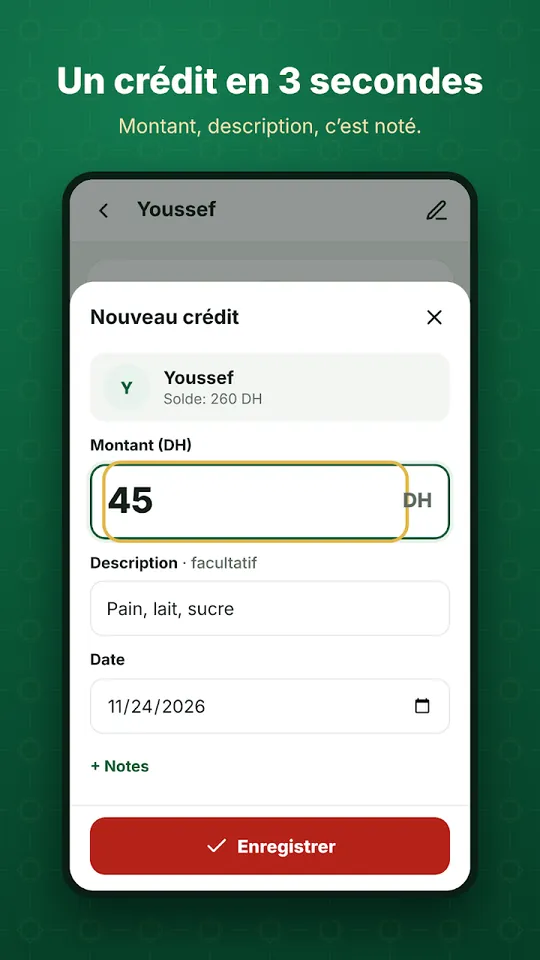 Un crédit en 3 secondes
Montant, description, c’est noté.
Youssef
Nouveau crédit
Y
Youssef
Solde: 260 DH
Montant (DH)
45
DH
Description · facultatif
Pain, lait, sucre
Date
11/24/2026
+ Notes
Enregistrer